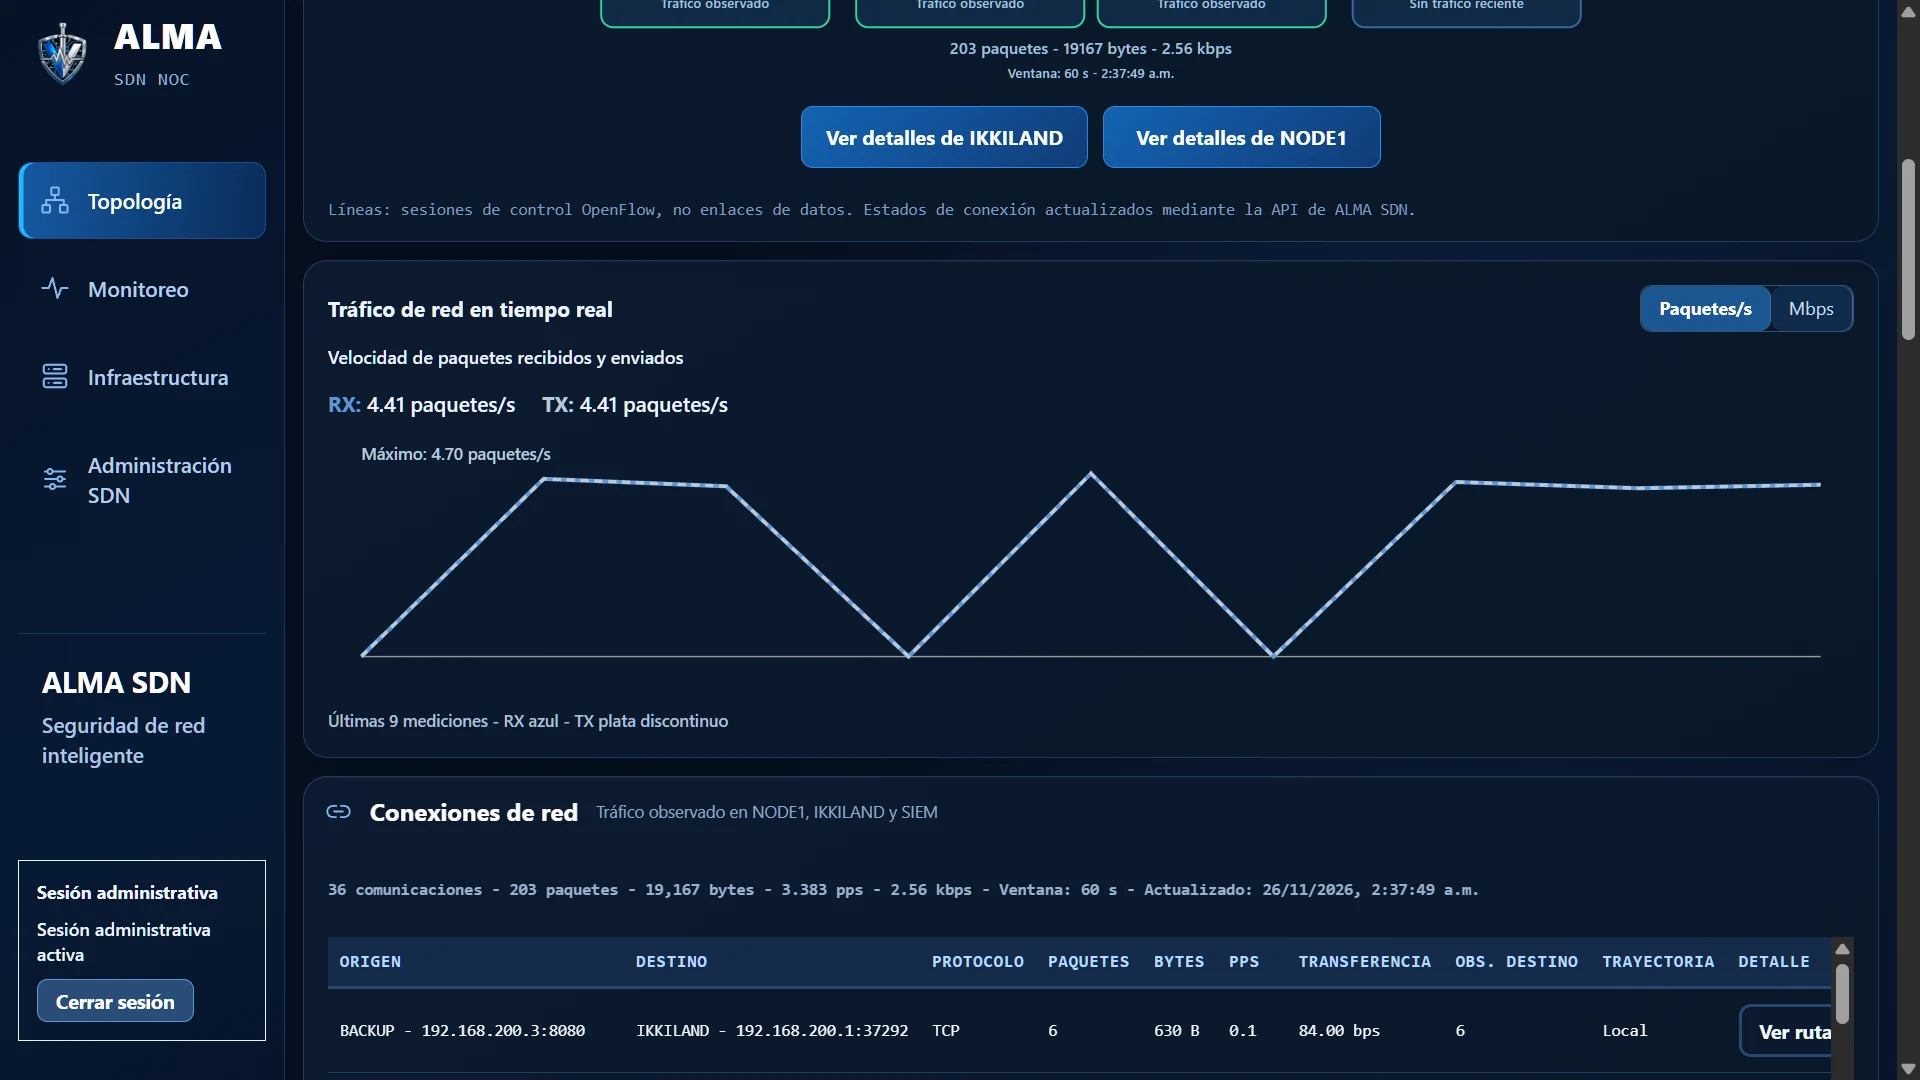 ALMA
SDN NOC
Topología
Monitoreo
Infraestructura
Administración
SDN
ALMA SDN
Seguridad de red
inteligente
Sesión administrativa
Sesión administrativa
activa
Cerrar sesión
Tráfico observado
Tráfico observado
Tráfico observado
Sin tráfico reciente
203 paquetes - 19167 bytes - 2.56 kbps
Ventana: 60 s - 2:37:49 a.m.
Ver detalles de IKKILAND
Ver detalles de NODE1
Líneas: sesiones de control OpenFlow, no enlaces de datos. Estados de conexión actualizados mediante la API de ALMA SDN.
Tráfico de red en tiempo real
Paquetes/s
Mbps
Velocidad de paquetes recibidos y enviados
RX: 4.41 paquetes/s TX: 4.41 paquetes/s
Máximo: 4.70 paquetes/s
Últimas 9 mediciones - RX azul - TX plata discontinuo
Conexiones de red
Tráfico observado en NODE1, IKKILAND y SIEM
36 comunicaciones - 203 paquetes - 19,167 bytes - 3.383 pps - 2.56 kbps - Ventana: 60 s - Actualizado: 26/11/2026, 2:37:49 a.m.
ORIGEN DESTINO PROTOCOLO PAQUETES BYTES PPS TRANSFERENCIA OBS. DESTINO TRAYECTORIA DETALLE
BACKUP - 192.168.200.3:8080 IKKILAND - 192.168.200.1:37292 TCP 6 630 B 0.1 84.00 bps 6 Local Ver ruta